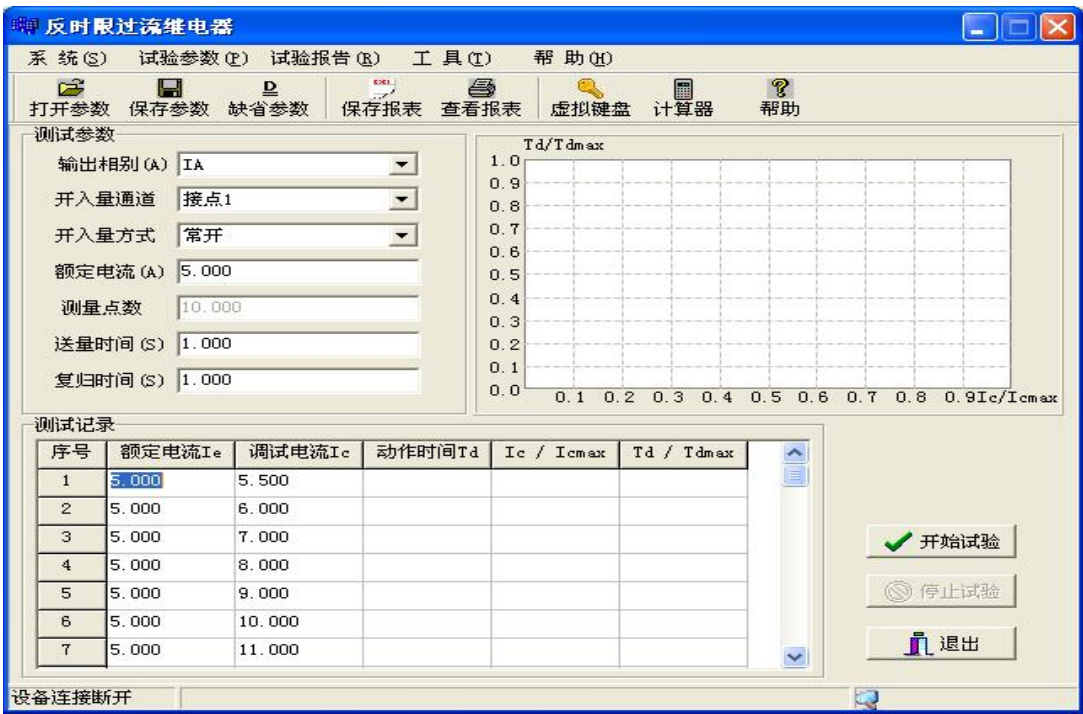 反时限过流继电器
系 统(S) 试验参数(P) 试验报告(R) 工 具(T) 帮 助(H)
打开参数 保存参数 缺省参数 保存报表 查看报表 虚拟键盘 计算器 帮助
测试参数
输出相别(A) IA
开入量通道 接点1
开入量方式 常开
额定电流(A) 5.000
测量点数 10.000
送量时间(S) 1.000
复归时间(S) 1.000
Td/Tdmax
1.0
0.9
0.8
0.7
0.6
0.5
0.4
0.3
0.2
0.1
0.0
0.1 0.2 0.3 0.4 0.5 0.6 0.7 0.8 0.9Ic/Icmax
测试记录
序号 额定电流Ie 调试电流Ic 动作时间Td Ic / Icmax Td / Tdmax
1 5.000 5.500
2 5.000 6.000
3 5.000 7.000
4 5.000 8.000
5 5.000 9.000
6 5.000 10.000
7 5.000 11.000
开始试验
停止试验
退出
设备连接断开